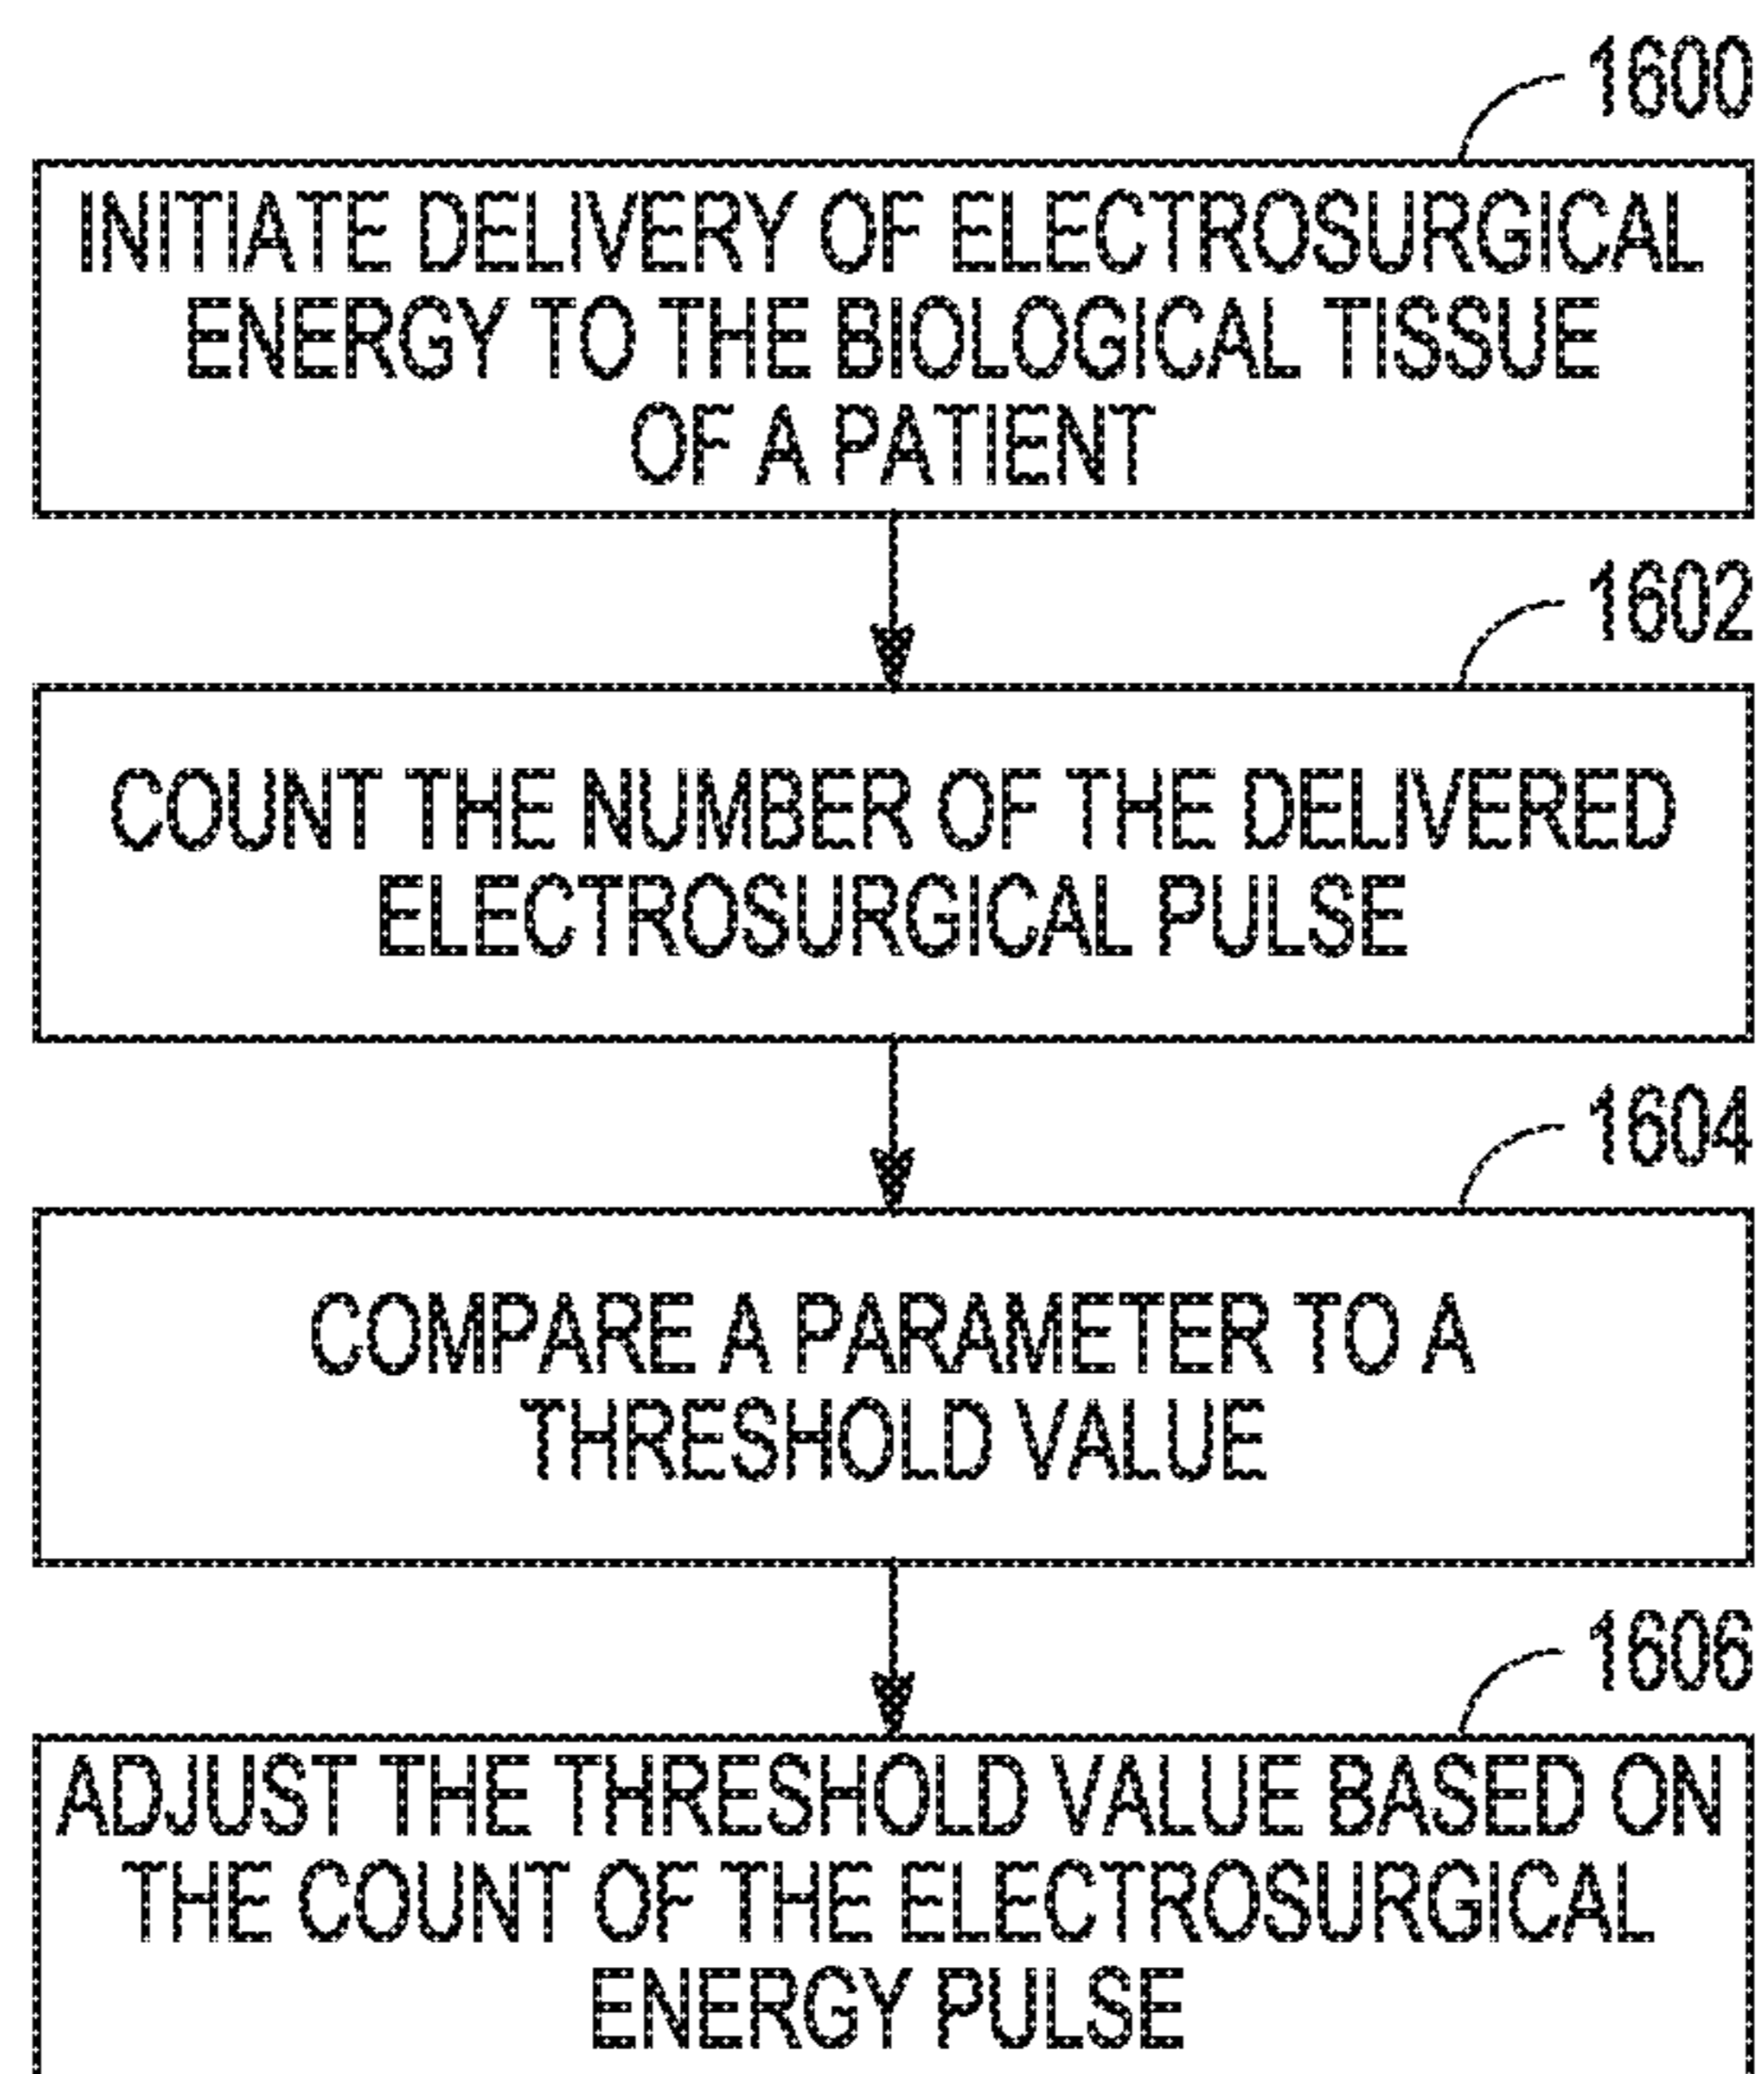 1600
INITIATE DELIVERY OF ELECTROSURGICAL
ENERGY TO THE BIOLOGICAL TISSUE
OF A PATIENT
1602
COUNT THE NUMBER OF THE DELIVERED
ELECTROSURGICAL PULSE
1604
COMPARE A PARAMETER TO A
THRESHOLD VALUE
1606
ADJUST THE THRESHOLD VALUE BASED ON
THE COUNT OF THE ELECTROSURGICAL
ENERGY PULSE